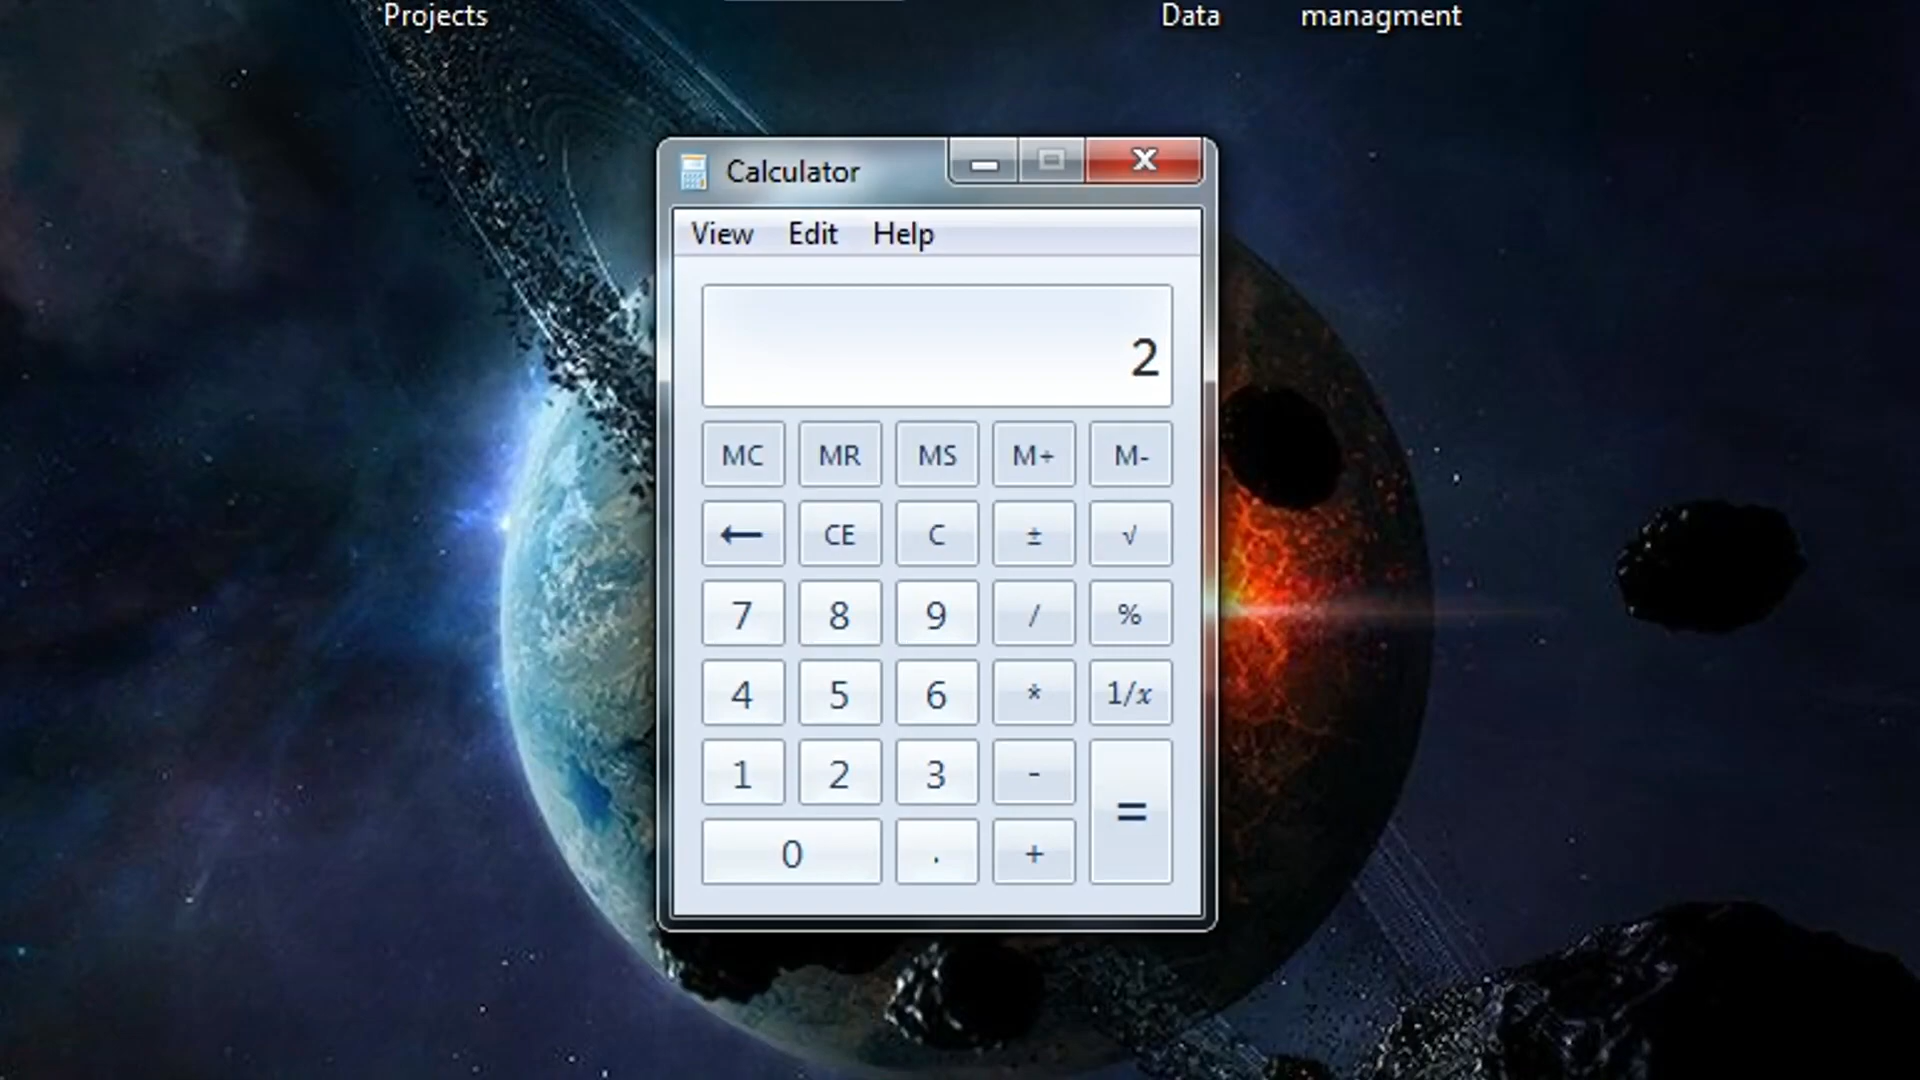 Projects Data managment
Calculator
View Edit Help
2
MC MR MS M+ M-
← CE C ± √
7 8 9 / %
4 5 6 * 1/x
1 2 3 - =
0 . +